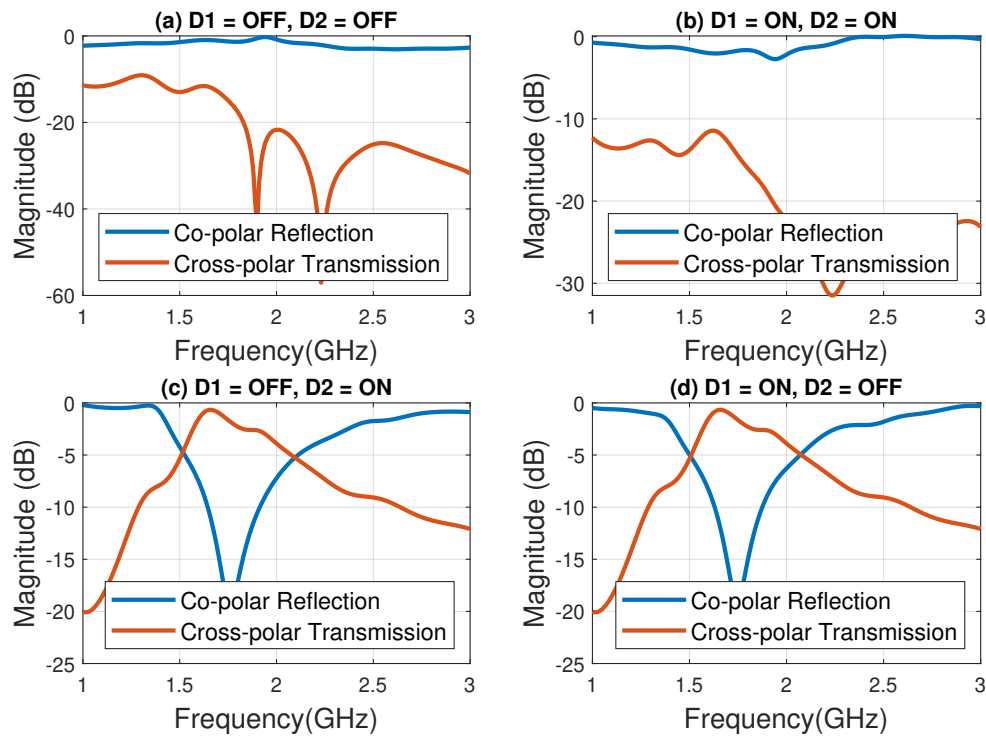 (a) D1 = OFF, D2 = OFF
0
-20
-40
-60
Magnitude (dB)
Co-polar Reflection
Cross-polar Transmission
1
1.5
2
2.5
3
Frequency(GHz)
(b) D1 = ON, D2 = ON
0
-10
-20
-30
Magnitude (dB)
Co-polar Reflection
Cross-polar Transmission
1
1.5
2
2.5
3
Frequency(GHz)
(c) D1 = OFF, D2 = ON
0
-5
-10
-15
-20
-25
Magnitude (dB)
Co-polar Reflection
Cross-polar Transmission
1
1.5
2
2.5
3
Frequency(GHz)
(d) D1 = ON, D2 = OFF
0
-5
-10
-15
-20
-25
Magnitude (dB)
Co-polar Reflection
Cross-polar Transmission
1
1.5
2
2.5
3
Frequency(GHz)